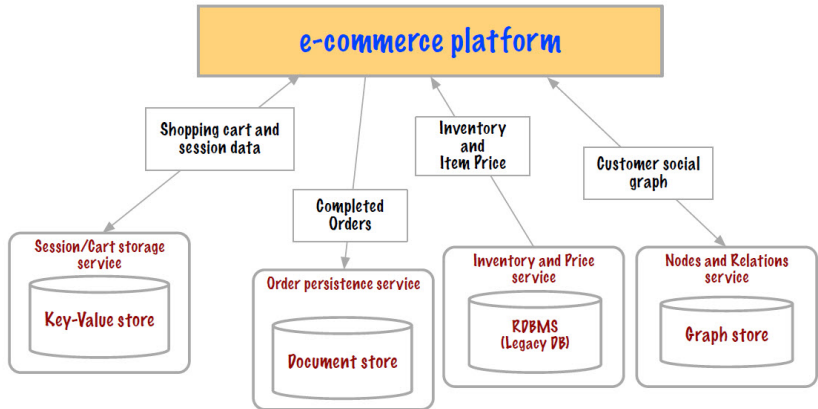 e-commerce platform
Shopping cart and
session data
Inventory
and
Item Price
Customer social
graph
Completed
Orders
Session/Cart storage
service
Key-Value store
Order persistence service
Document store
Inventory and Price
service
RDBMS
(Legacy DB)
Nodes and Relations
service
Graph store